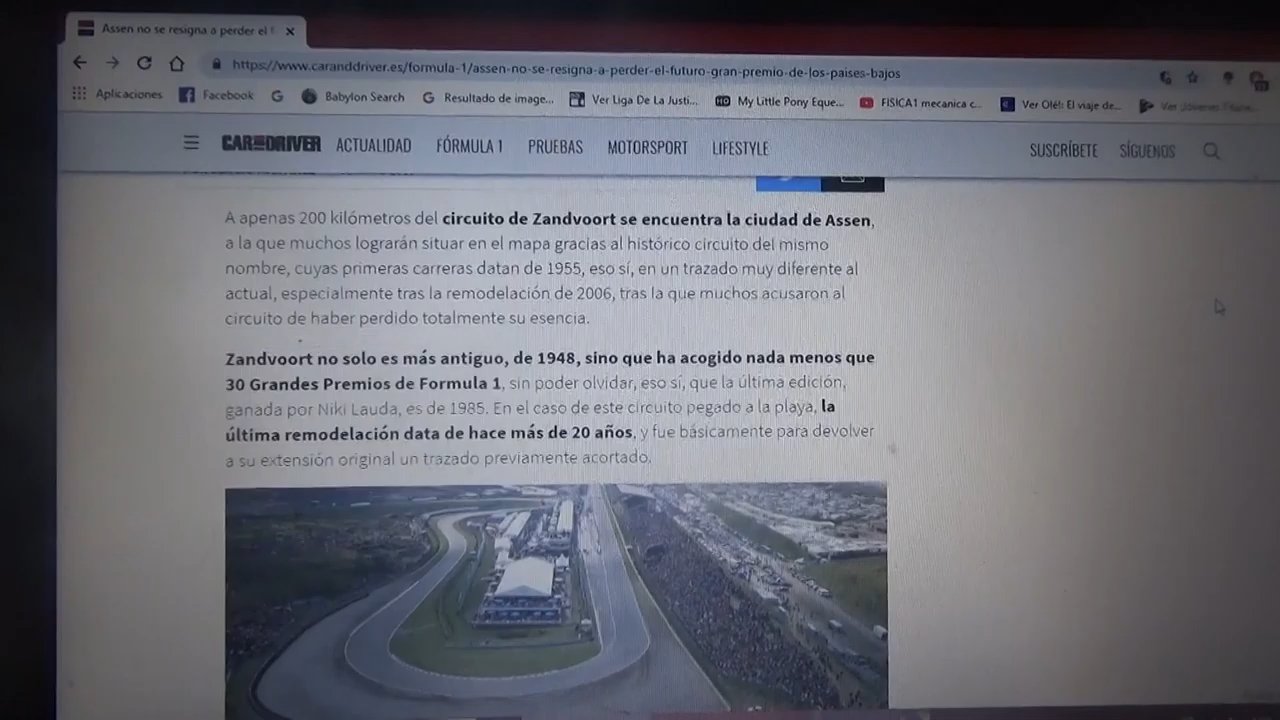 Assen no se resigna a perder el
https://www.caranddriver.es/formula-1/assen-no-se-resigna-a-perder-el-futuro-gran-premio-de-los-paises-bajos
Aplicaciones Facebook Babylon Search Resultado de image... Ver Liga De La Justi... My Little Pony Eque... FISICA1 mecanica c... Ver Olé!: El viaje de... Ver Jóvenes
CAR AND DRIVER ACTUALIDAD FÓRMULA 1 PRUEBAS MOTORSPORT LIFESTYLE SUSCRÍBETE SÍGUENOS
A apenas 200 kilómetros del circuito de Zandvoort se encuentra la ciudad de Assen,
a la que muchos lograrán situar en el mapa gracias al histórico circuito del mismo
nombre, cuyas primeras carreras datan de 1955, eso sí, en un trazado muy diferente al
actual, especialmente tras la remodelación de 2006, tras la que muchos acusaron al
circuito de haber perdido totalmente su esencia.
Zandvoort no solo es más antiguo, de 1948, sino que ha acogido nada menos que
30 Grandes Premios de Formula 1, sin poder olvidar, eso sí, que la última edición,
ganada por Niki Lauda, es de 1985. En el caso de este circuito pegado a la playa, la
última remodelación data de hace más de 20 años, y fue básicamente para devolver
a su extensión original un trazado previamente acortado.